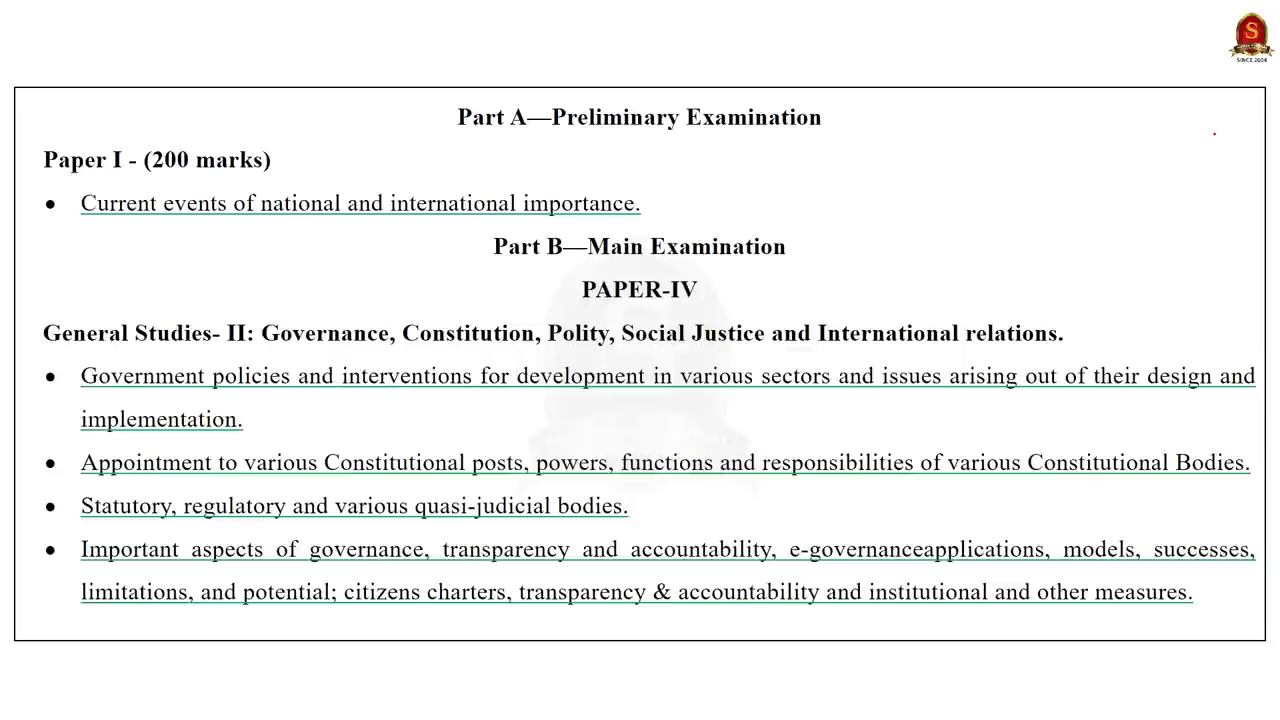 S
SINCE 2004
Part A—Preliminary Examination
Paper I - (200 marks)
• Current events of national and international importance.
Part B—Main Examination
PAPER-IV
General Studies- II: Governance, Constitution, Polity, Social Justice and International relations.
• Government policies and interventions for development in various sectors and issues arising out of their design and
implementation.
• Appointment to various Constitutional posts, powers, functions and responsibilities of various Constitutional Bodies.
• Statutory, regulatory and various quasi-judicial bodies.
• Important aspects of governance, transparency and accountability, e-governanceapplications, models, successes,
limitations, and potential; citizens charters, transparency & accountability and institutional and other measures.